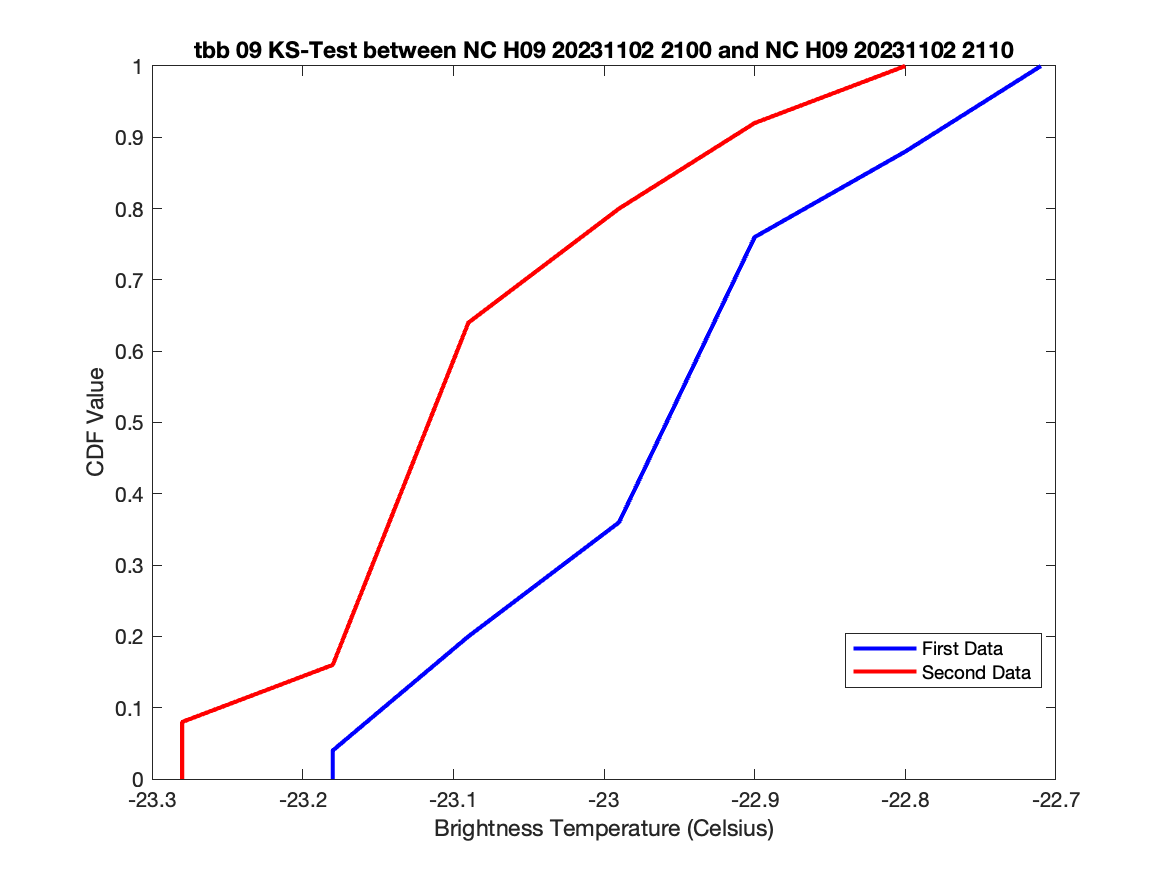 tbb 09 KS-Test between NC H09 20231102 2100 and NC H09 20231102 2110
1
0.9
0.8
0.7
0.6
0.5
0.4
0.3
0.2
0.1
0
CDF Value
First Data
Second Data
-23.3 -23.2 -23.1 -23 -22.9 -22.8 -22.7
Brightness Temperature (Celsius)